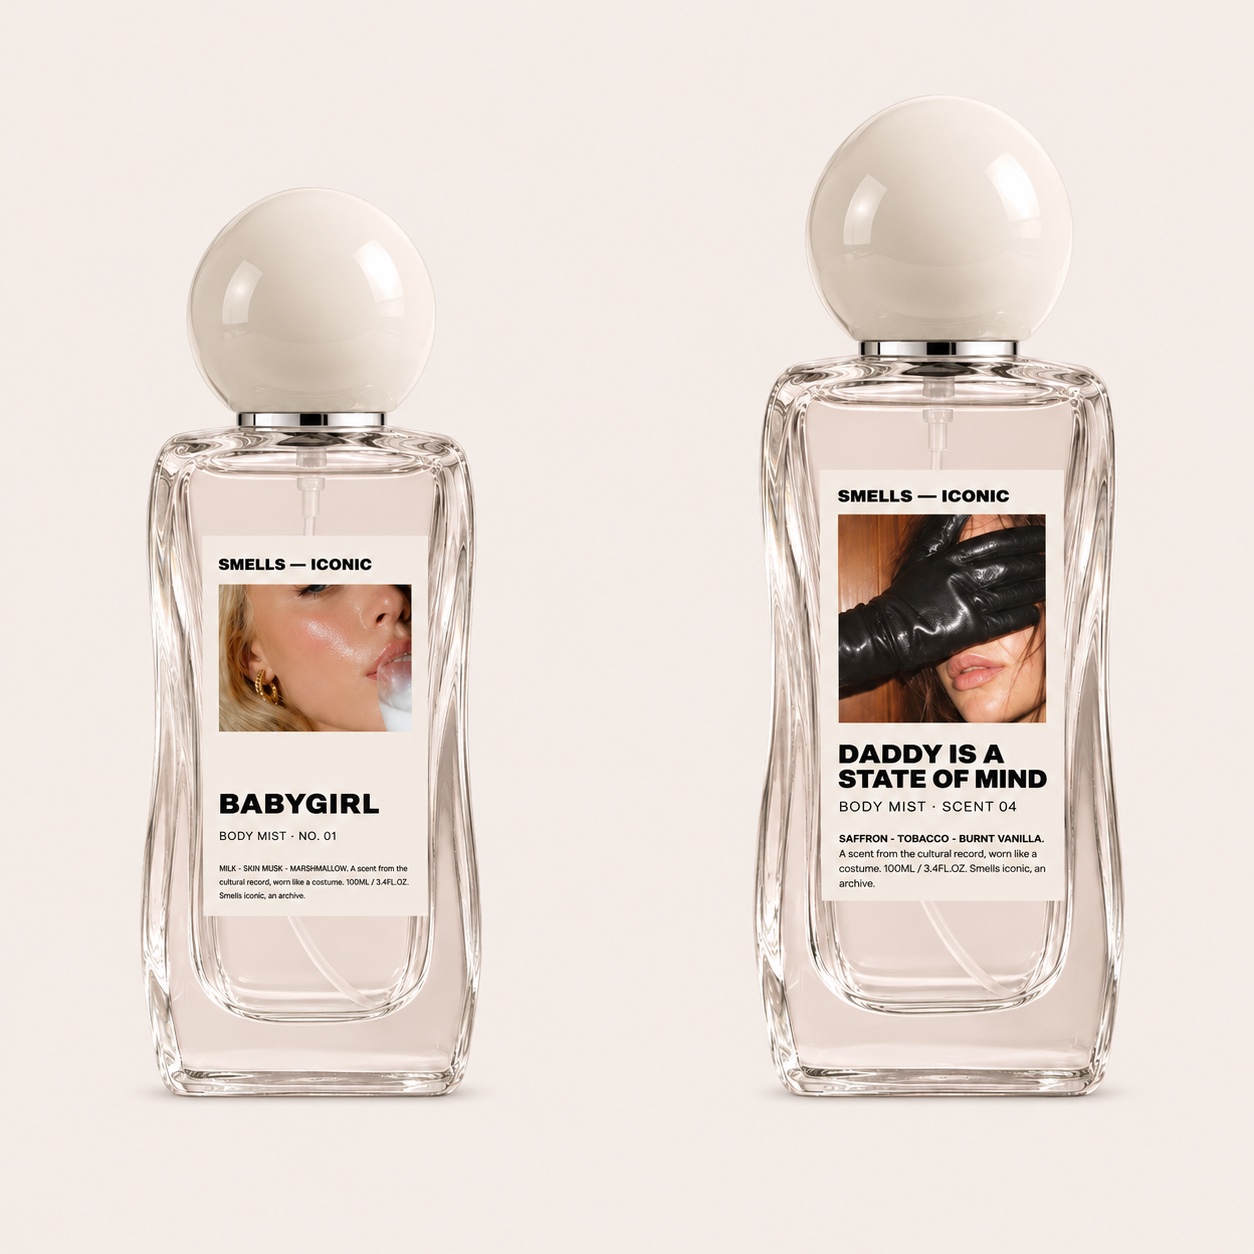 SMELLS — ICONIC
BABYGIRL
BODY MIST · NO. 01
MILK - SKIN MUSK - MARSHMALLOW. A scent from the
cultural record, worn like a costume. 100ML / 3.4FL.OZ.
Smells iconic, an archive.
SMELLS — ICONIC
DADDY IS A
STATE OF MIND
BODY MIST · SCENT 04
SAFFRON - TOBACCO - BURNT VANILLA.
A scent from the cultural record, worn like a
costume. 100ML / 3.4FL.OZ. Smells iconic, an
archive.